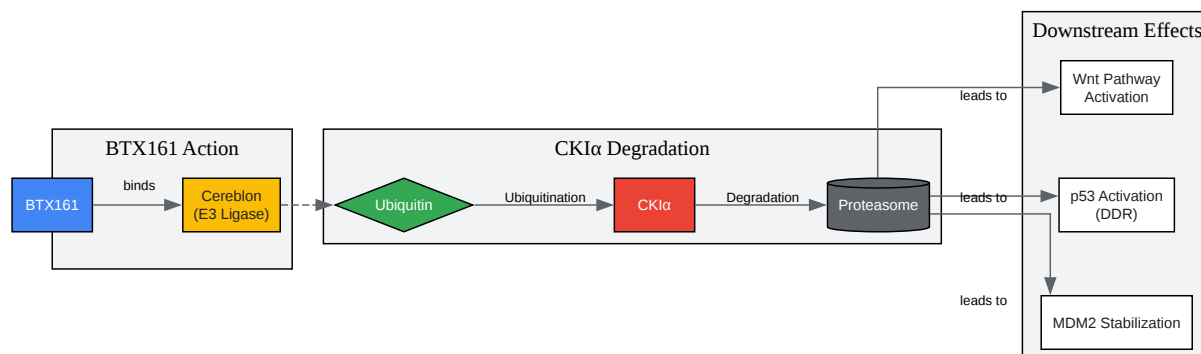 Downstream Effects
Wnt Pathway
Activation
leads to
BTX161 Action
CKIα Degradation
BTX161
binds
Cereblon
(E3 Ligase)
Ubiquitin
Ubiquitination
CKIα
Degradation
Proteasome
leads to
p53 Activation
(DDR)
leads to
MDM2 Stabilization